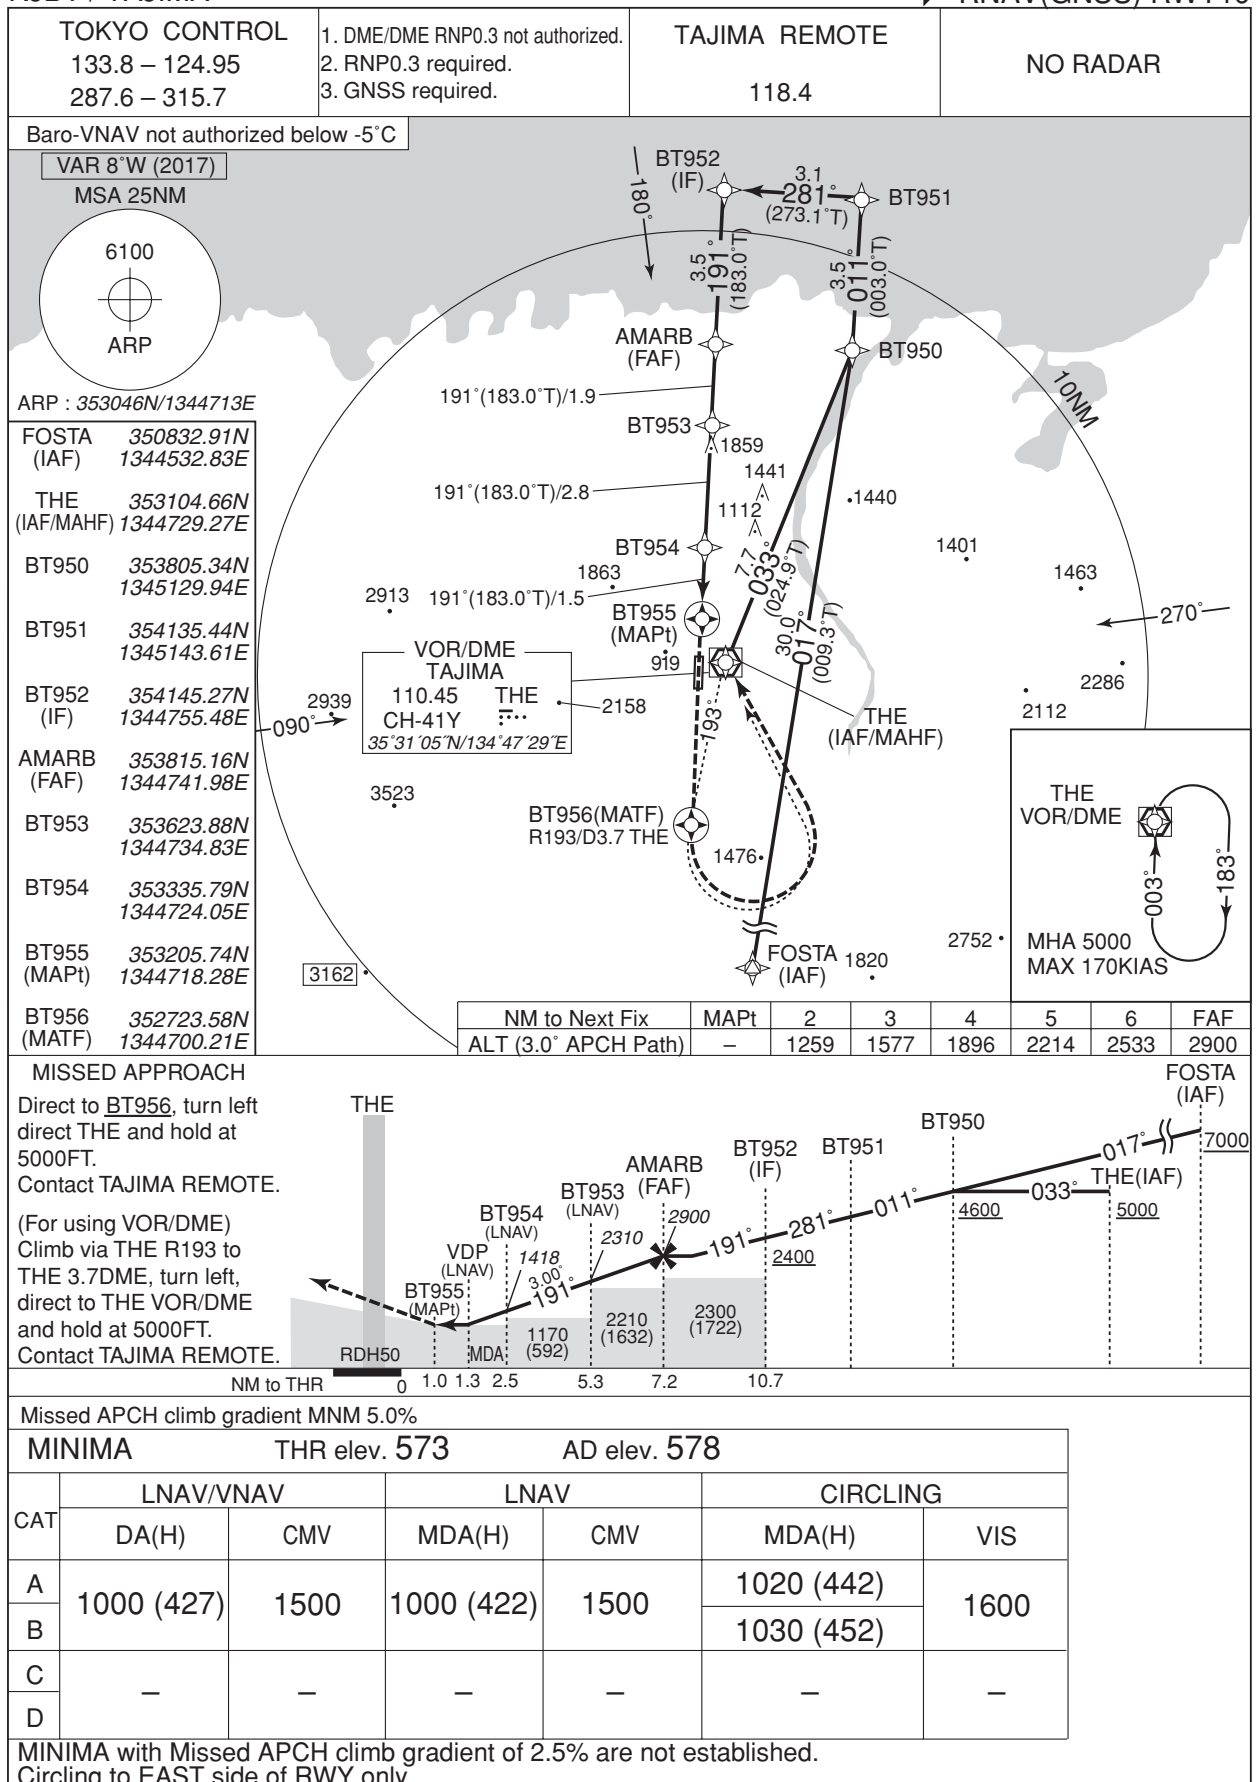 TOKYO CONTROL
133.8 – 124.95
287.6 – 315.7
1. DME/DME RNP0.3 not authorized.
2. RNP0.3 required.
3. GNSS required.
TAJIMA REMOTE
118.4
NO RADAR
Baro-VNAV not authorized below -5˚C
VAR 8˚W (2017)
MSA 25NM
6100
ARP
ARP : 353046N/1344713E
FOSTA 350832.91N
(IAF) 1344532.83E
THE 353104.66N
(IAF/MAHF) 1344729.27E
BT950 353805.34N
1345129.94E
BT951 354135.44N
1345143.61E
BT952 354145.27N
(IF) 1344755.48E
AMARB 353815.16N
(FAF) 1344741.98E
BT953 353623.88N
1344734.83E
BT954 353335.79N
1344724.05E
BT955 353205.74N
(MAPt) 1344718.28E
BT956 352723.58N
(MATF) 1344700.21E
180˚
BT952
(IF)
3.1
281˚
(273.1˚T)
BT951
3.5
191˚
(183.0˚T)
3.5
011˚
(003.0˚T)
AMARB
(FAF)
BT950
10NM
191˚(183.0˚T)/1.9
BT953
1859
1441
191˚(183.0˚T)/2.8
1112
1440
BT954
1401
1863
1463
2913
191˚(183.0˚T)/1.5
7.7
033˚
(024.9˚T)
BT955
(MAPt)
30.0
017˚
(009.3˚T)
270˚
919
VOR/DME
TAJIMA
110.45 THE
CH-41Y
35˚31´05˝N/134˚47´29˝E
2939
090˚
2158
193˚
THE
(IAF/MAHF)
2286
2112
3523
BT956(MATF)
R193/D3.7 THE
1476
THE
VOR/DME
003˚
183˚
MHA 5000
MAX 170KIAS
2752
FOSTA
(IAF)
1820
3162
NM to Next Fix MAPt 2 3 4 5 6 FAF
ALT (3.0˚ APCH Path) – 1259 1577 1896 2214 2533 2900
MISSED APPROACH
Direct to BT956, turn left
direct THE and hold at
5000FT.
Contact TAJIMA REMOTE.
(For using VOR/DME)
Climb via THE R193 to
THE 3.7DME, turn left,
direct to THE VOR/DME
and hold at 5000FT.
Contact TAJIMA REMOTE.
THE
FOSTA
(IAF)
BT950
BT951
BT952
(IF)
AMARB
(FAF)
BT953
(LNAV)
BT954
(LNAV)
VDP
(LNAV)
BT955
(MAPt)
017˚
7000
THE(IAF)
033˚
5000
4600
011˚
281˚
191˚
2400
2900
2310
1418
3.00˚
191˚
2300
(1722)
2210
(1632)
1170
(592)
MDA
RDH50
NM to THR 0 1.0 1.3 2.5 5.3 7.2 10.7
Missed APCH climb gradient MNM 5.0%
MINIMA THR elev. 573 AD elev. 578
CAT LNAV/VNAV LNAV CIRCLING
DA(H) CMV MDA(H) CMV MDA(H) VIS
A 1000 (427) 1500 1000 (422) 1500 1020 (442) 1600
B 1030 (452)
C – – – – – –
D
MINIMA with Missed APCH climb gradient of 2.5% are not established.
Circling to EAST side of RWY only